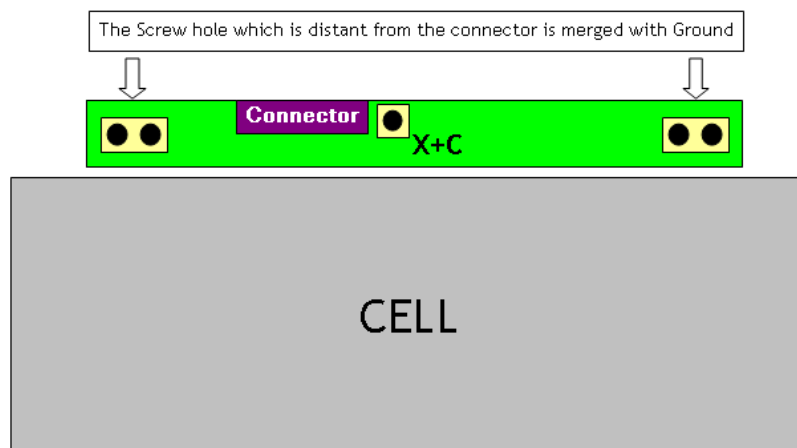 The Screw hole which is distant from the connector is merged with Ground
Connector
X+C
CELL